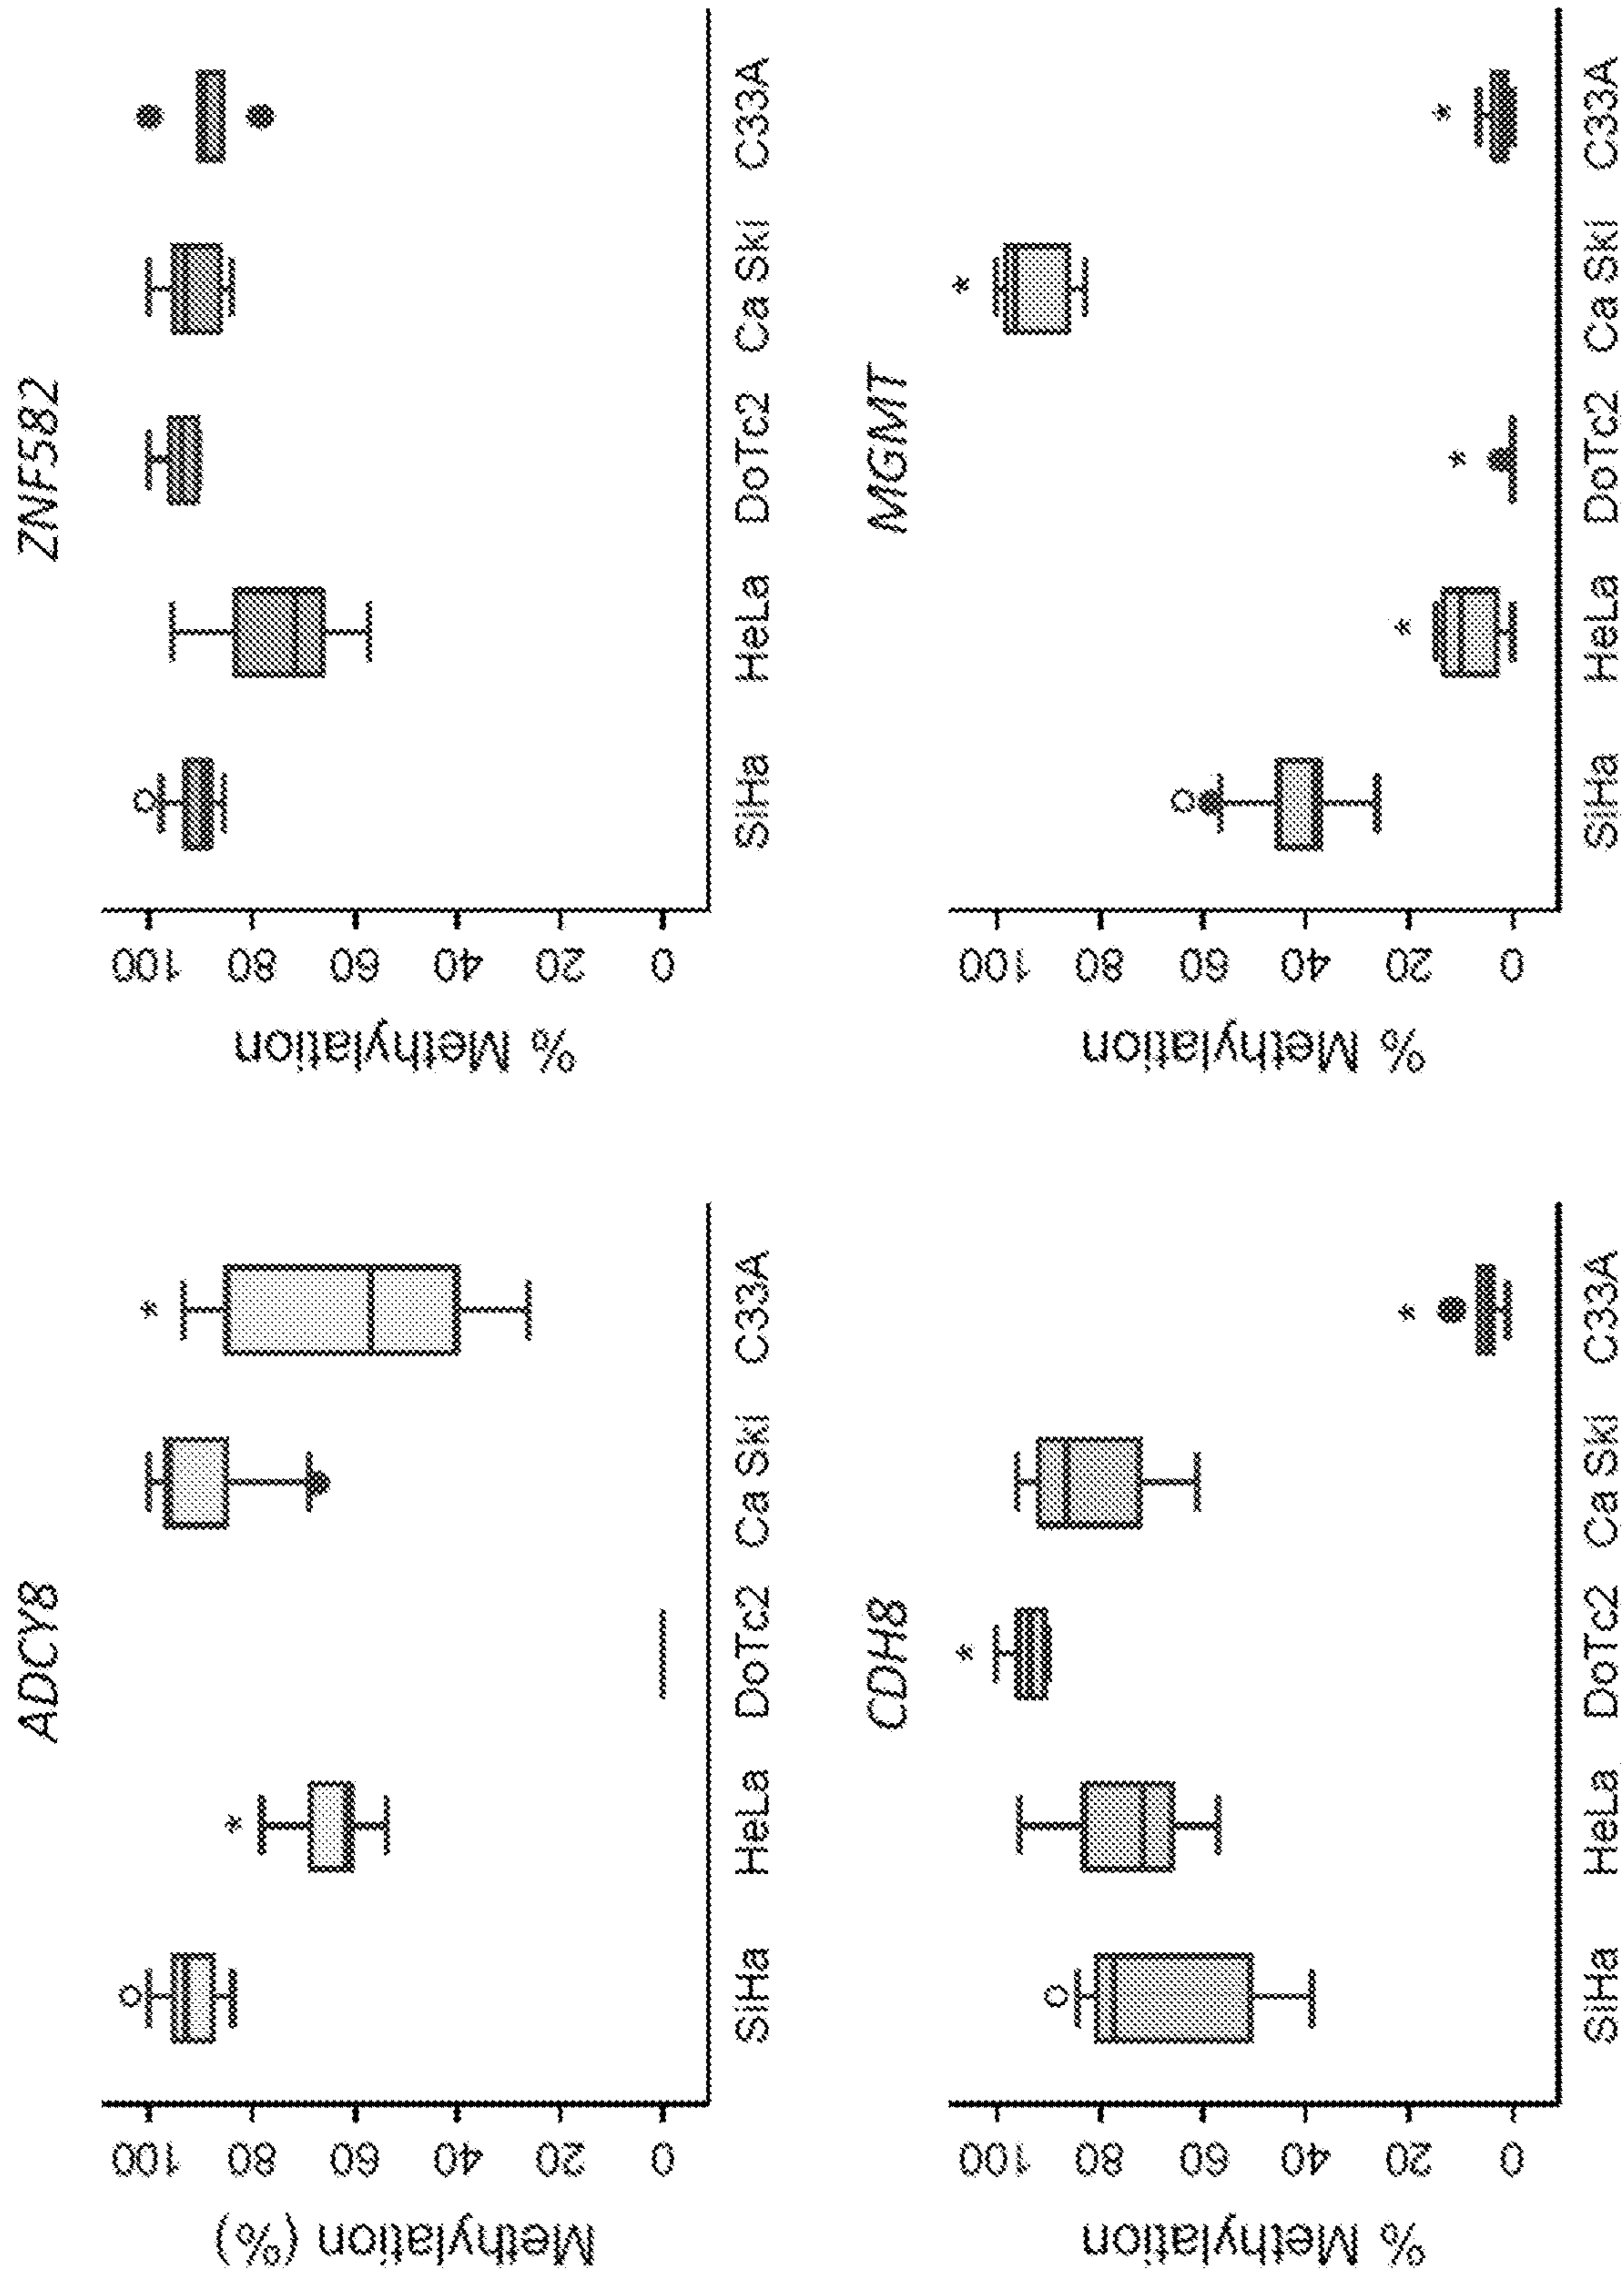 ADCY8
Methylation (%)
100
80
60
40
20
0
*
*
SiHa HeLa DoTc2 Ca Ski C33A
ZNF582
% Methylation
100
80
60
40
20
0
SiHa HeLa DoTc2 Ca Ski C33A
CDH8
% Methylation
100
80
60
40
20
0
*
*
SiHa HeLa DoTc2 Ca Ski C33A
MGMT
% Methylation
100
80
60
40
20
0
*
*
*
*
SiHa HeLa DoTc2 Ca Ski C33A